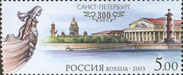 САНКТ-ПЕТЕРБУРГ
300
5.00
РОССИЯ ROSSIJA · 2003